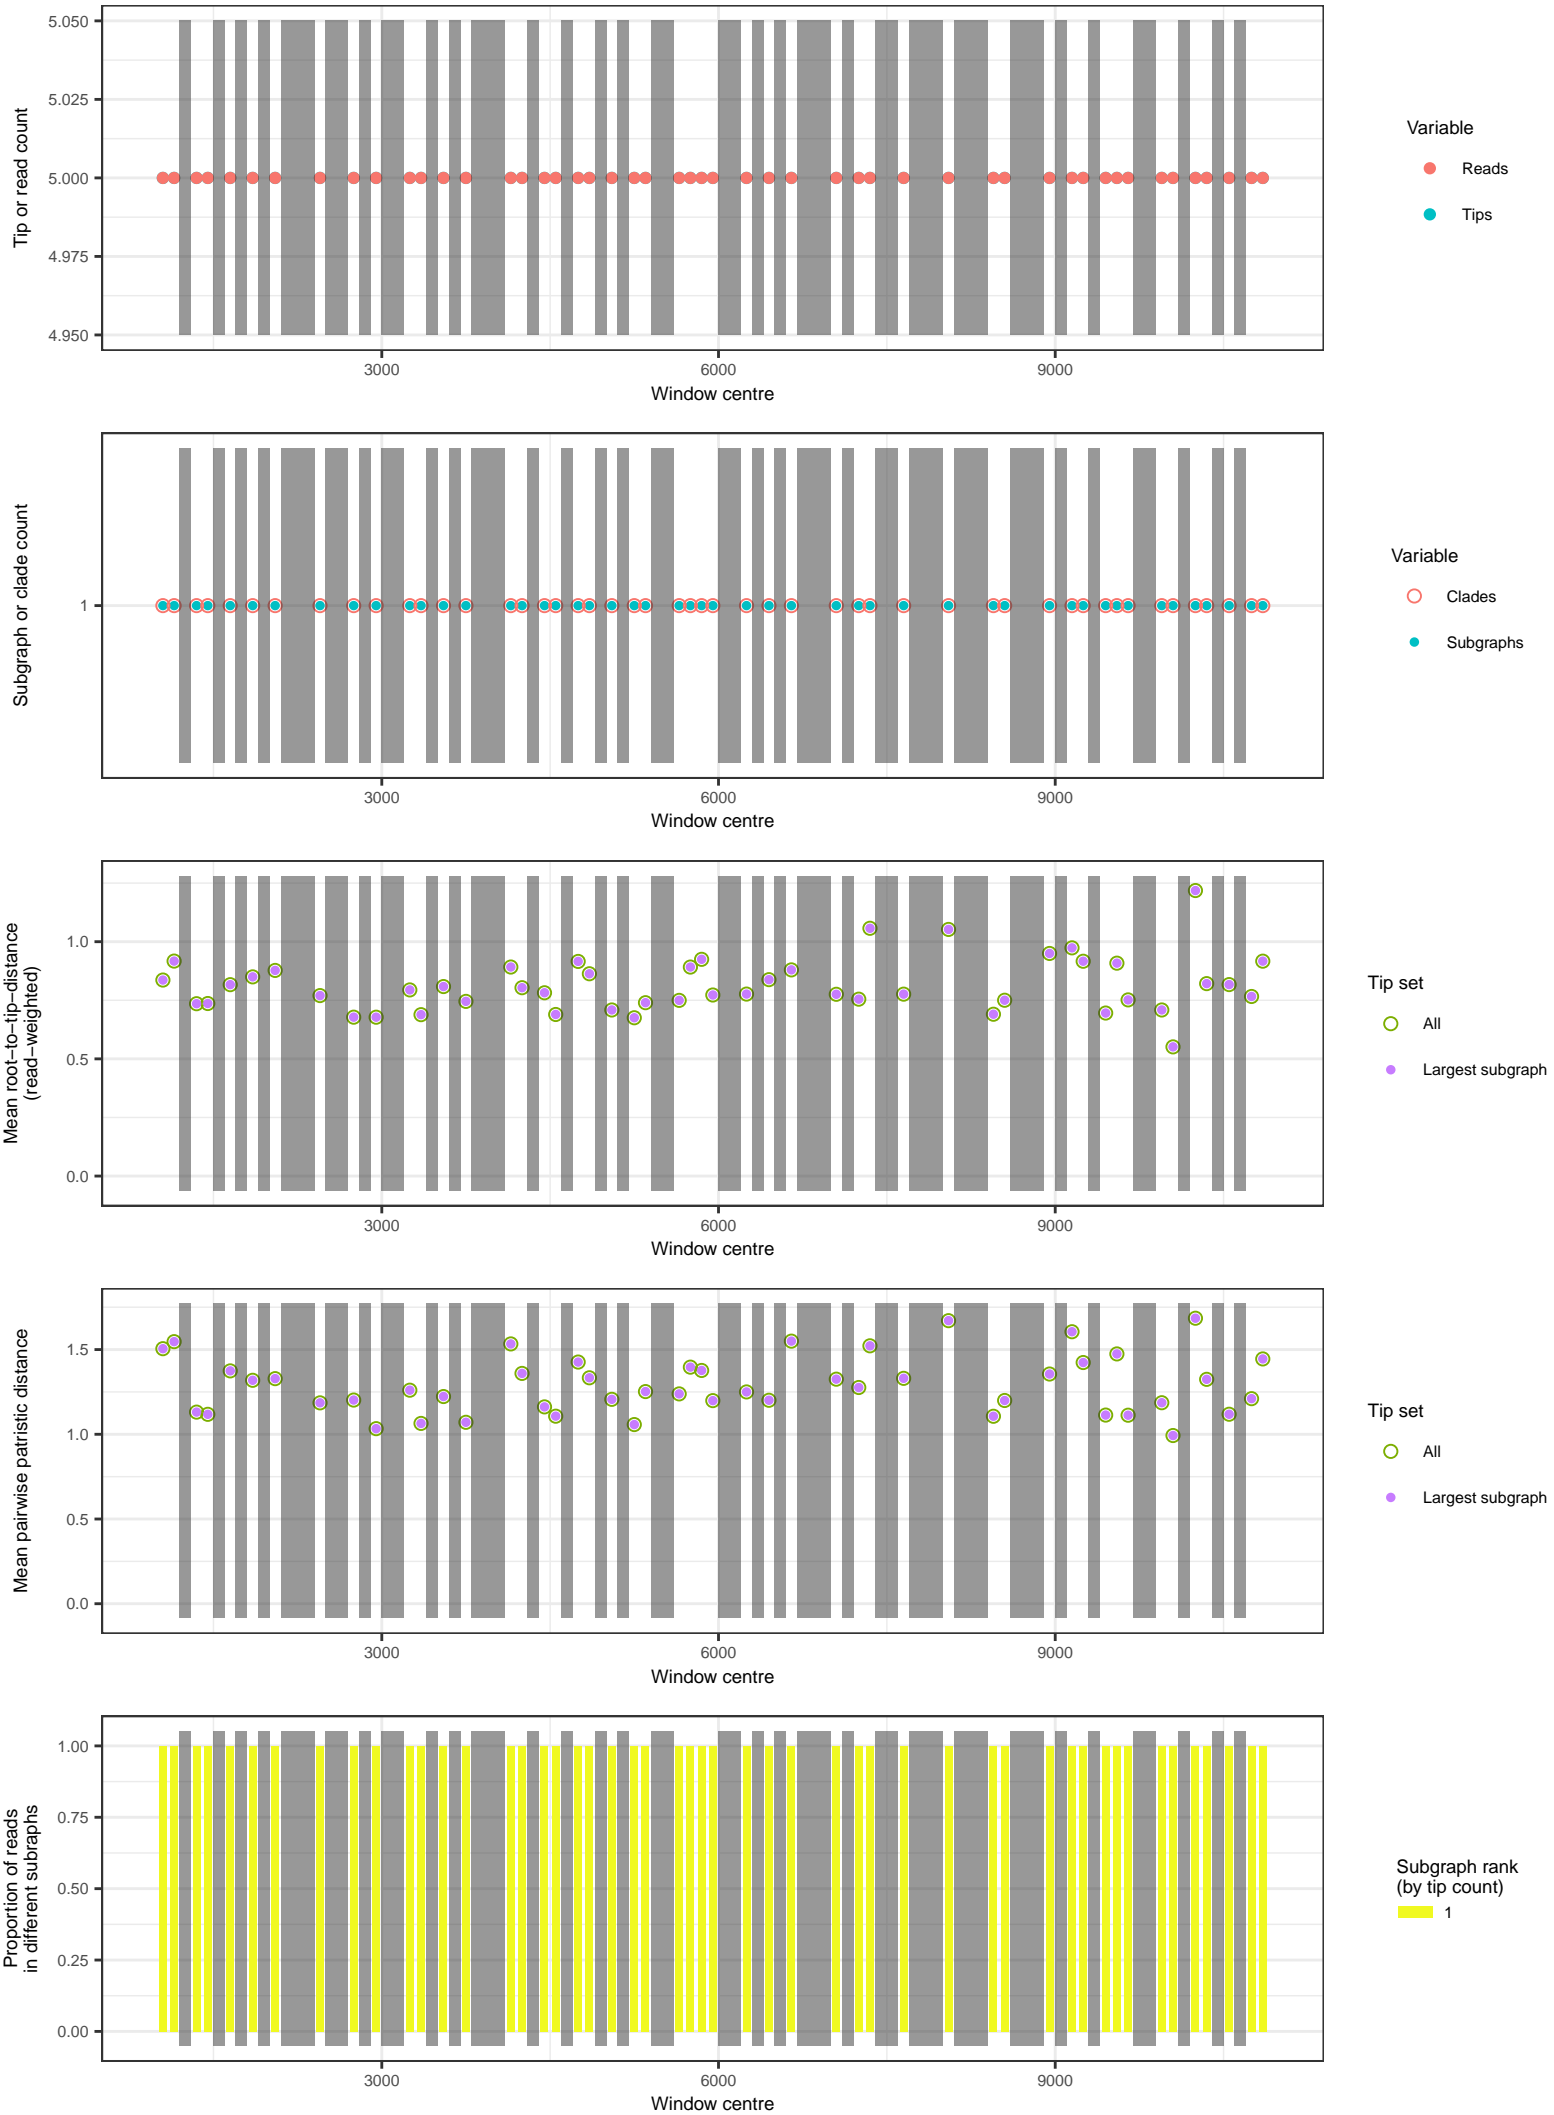 5.050
5.025
5.000
4.975
4.950
Tip or read count
3000 6000 9000
Window centre
Variable
Reads
Tips
1
Subgraph or clade count
3000 6000 9000
Window centre
Variable
Clades
Subgraphs
1.0
0.5
0.0
Mean root−to−tip−distance
(read−weighted)
3000 6000 9000
Window centre
Tip set
All
Largest subgraph
1.5
1.0
0.5
0.0
Mean pairwise patristic distance
3000 6000 9000
Window centre
Tip set
All
Largest subgraph
1.00
0.75
0.50
0.25
0.00
Proportion of reads
in different subraphs
3000 6000 9000
Window centre
Subgraph rank
(by tip count)
1